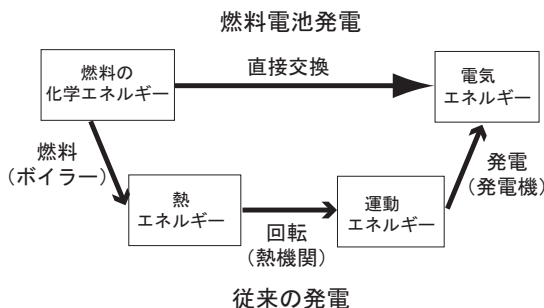 燃料電池発電
燃料の
化学エネルギー
直接交換
電気
エネルギー
燃料
(ボイラー)
熱
エネルギー
回転
(熱機関)
運動
エネルギー
発電
(発電機)
従来の発電